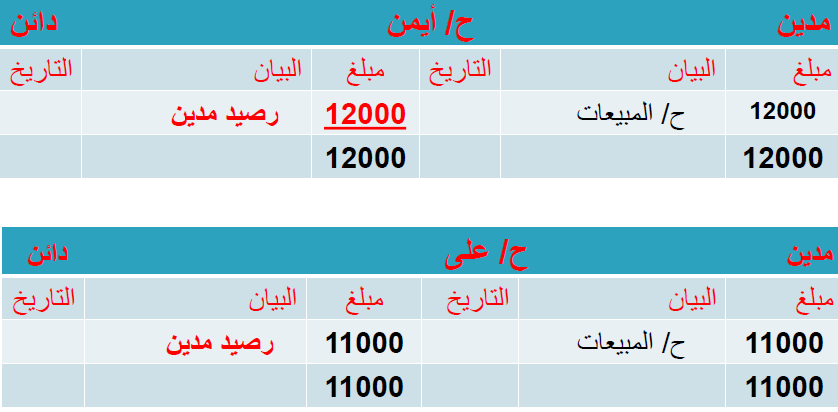 مدين ح/ أيمن دائن
مبلغ البيان التاريخ مبلغ البيان التاريخ
12000 ح/ المبيعات 12000 رصيد مدين
12000 12000
مدين ح/ على دائن
مبلغ البيان التاريخ مبلغ البيان التاريخ
11000 ح/ المبيعات 11000 رصيد مدين
11000 11000